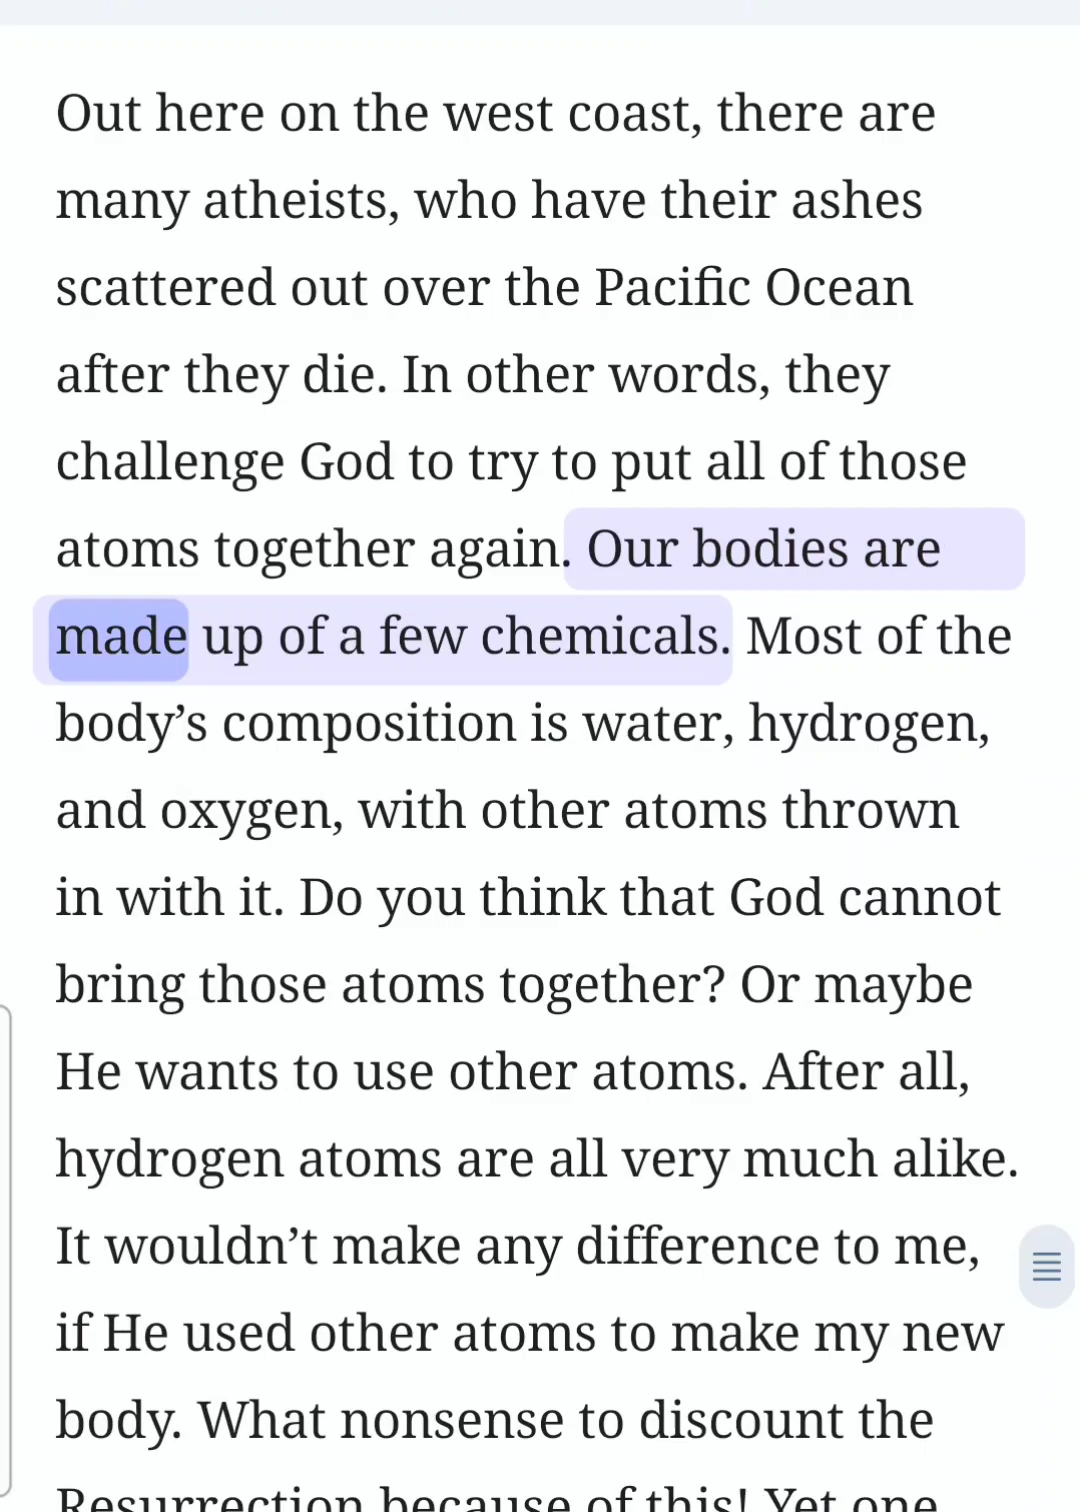 Out here on the west coast, there are
many atheists, who have their ashes
scattered out over the Pacific Ocean
after they die. In other words, they
challenge God to try to put all of those
atoms together again. Our bodies are
made up of a few chemicals. Most of the
body’s composition is water, hydrogen,
and oxygen, with other atoms thrown
in with it. Do you think that God cannot
bring those atoms together? Or maybe
He wants to use other atoms. After all,
hydrogen atoms are all very much alike.
It wouldn’t make any difference to me,
if He used other atoms to make my new
body. What nonsense to discount the
Resurrection because of this! Yet one